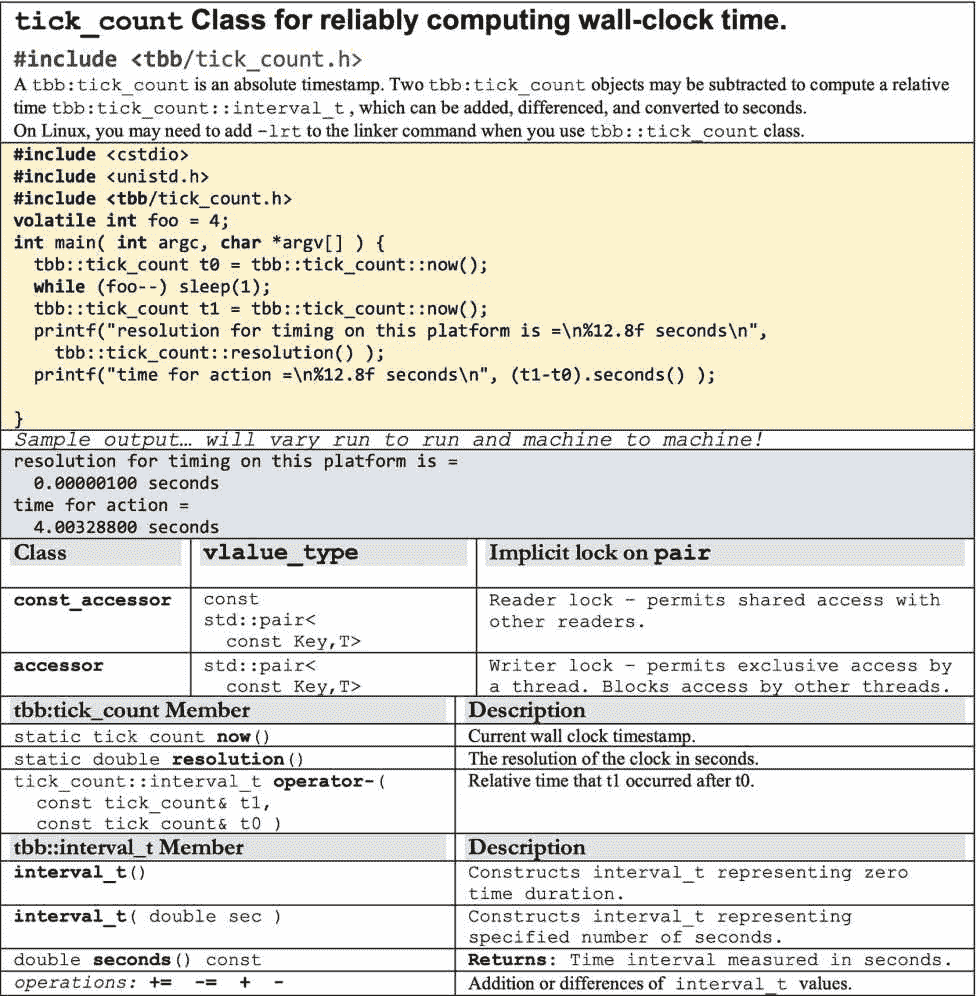 tick_count Class for reliably computing wall-clock time.
#include <tbb/tick_count.h>
A tbb:tick_count is an absolute timestamp. Two tbb:tick_count objects may be subtracted to compute a relative
time tbb:tick_count::interval_t, which can be added, differenced, and converted to seconds.
On Linux, you may need to add -lrt to the linker command when you use tbb::tick_count class.
#include <cstdio>
#include <unistd.h>
#include <tbb/tick_count.h>
volatile int foo = 4;
int main( int argc, char *argv[] ) {
  tbb::tick_count t0 = tbb::tick_count::now();
  while (foo--) sleep(1);
  tbb::tick_count t1 = tbb::tick_count::now();
  printf("resolution for timing on this platform is =\n%12.8f seconds\n",
    tbb::tick_count::resolution() );
  printf("time for action =\n%12.8f seconds\n", (t1-t0).seconds() );
}
Sample output… will vary run to run and machine to machine!
resolution for timing on this platform is =
  0.00000100 seconds
time for action =
  4.00328800 seconds
Class vlalue_type Implicit lock on pair
const_accessor const Reader lock – permits shared access with
std::pair< other readers.
const Key,T>
accessor std::pair< Writer lock – permits exclusive access by
const Key,T> a thread. Blocks access by other threads.
tbb:tick_count Member Description
static tick count now() Current wall clock timestamp.
static double resolution() The resolution of the clock in seconds.
tick_count::interval_t operator-( Relative time that t1 occurred after t0.
  const tick_count& t1,
  const tick count& t0 )
tbb::interval_t Member Description
interval_t() Constructs interval_t representing zero
time duration.
interval_t( double sec ) Constructs interval_t representing
specified number of seconds.
double seconds() const Returns: Time interval measured in seconds.
operations: += -= + - Addition or differences of interval_t values.